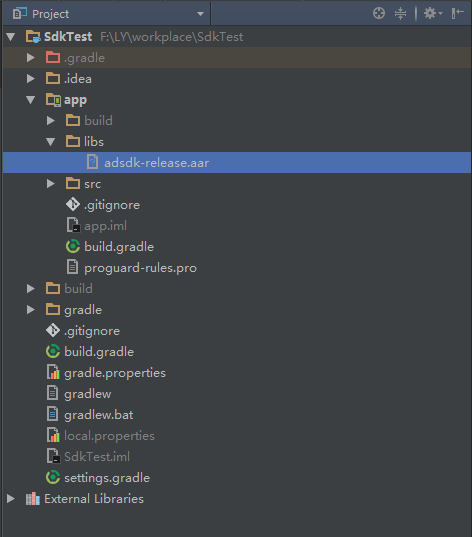 Project
SdkTest F:\LY\workplace\SdkTest
.gradle
.idea
app
build
libs
adsdk-release.aar
src
.gitignore
app.iml
build.gradle
proguard-rules.pro
build
gradle
.gitignore
build.gradle
gradle.properties
gradlew
gradlew.bat
local.properties
SdkTest.iml
settings.gradle
External Libraries